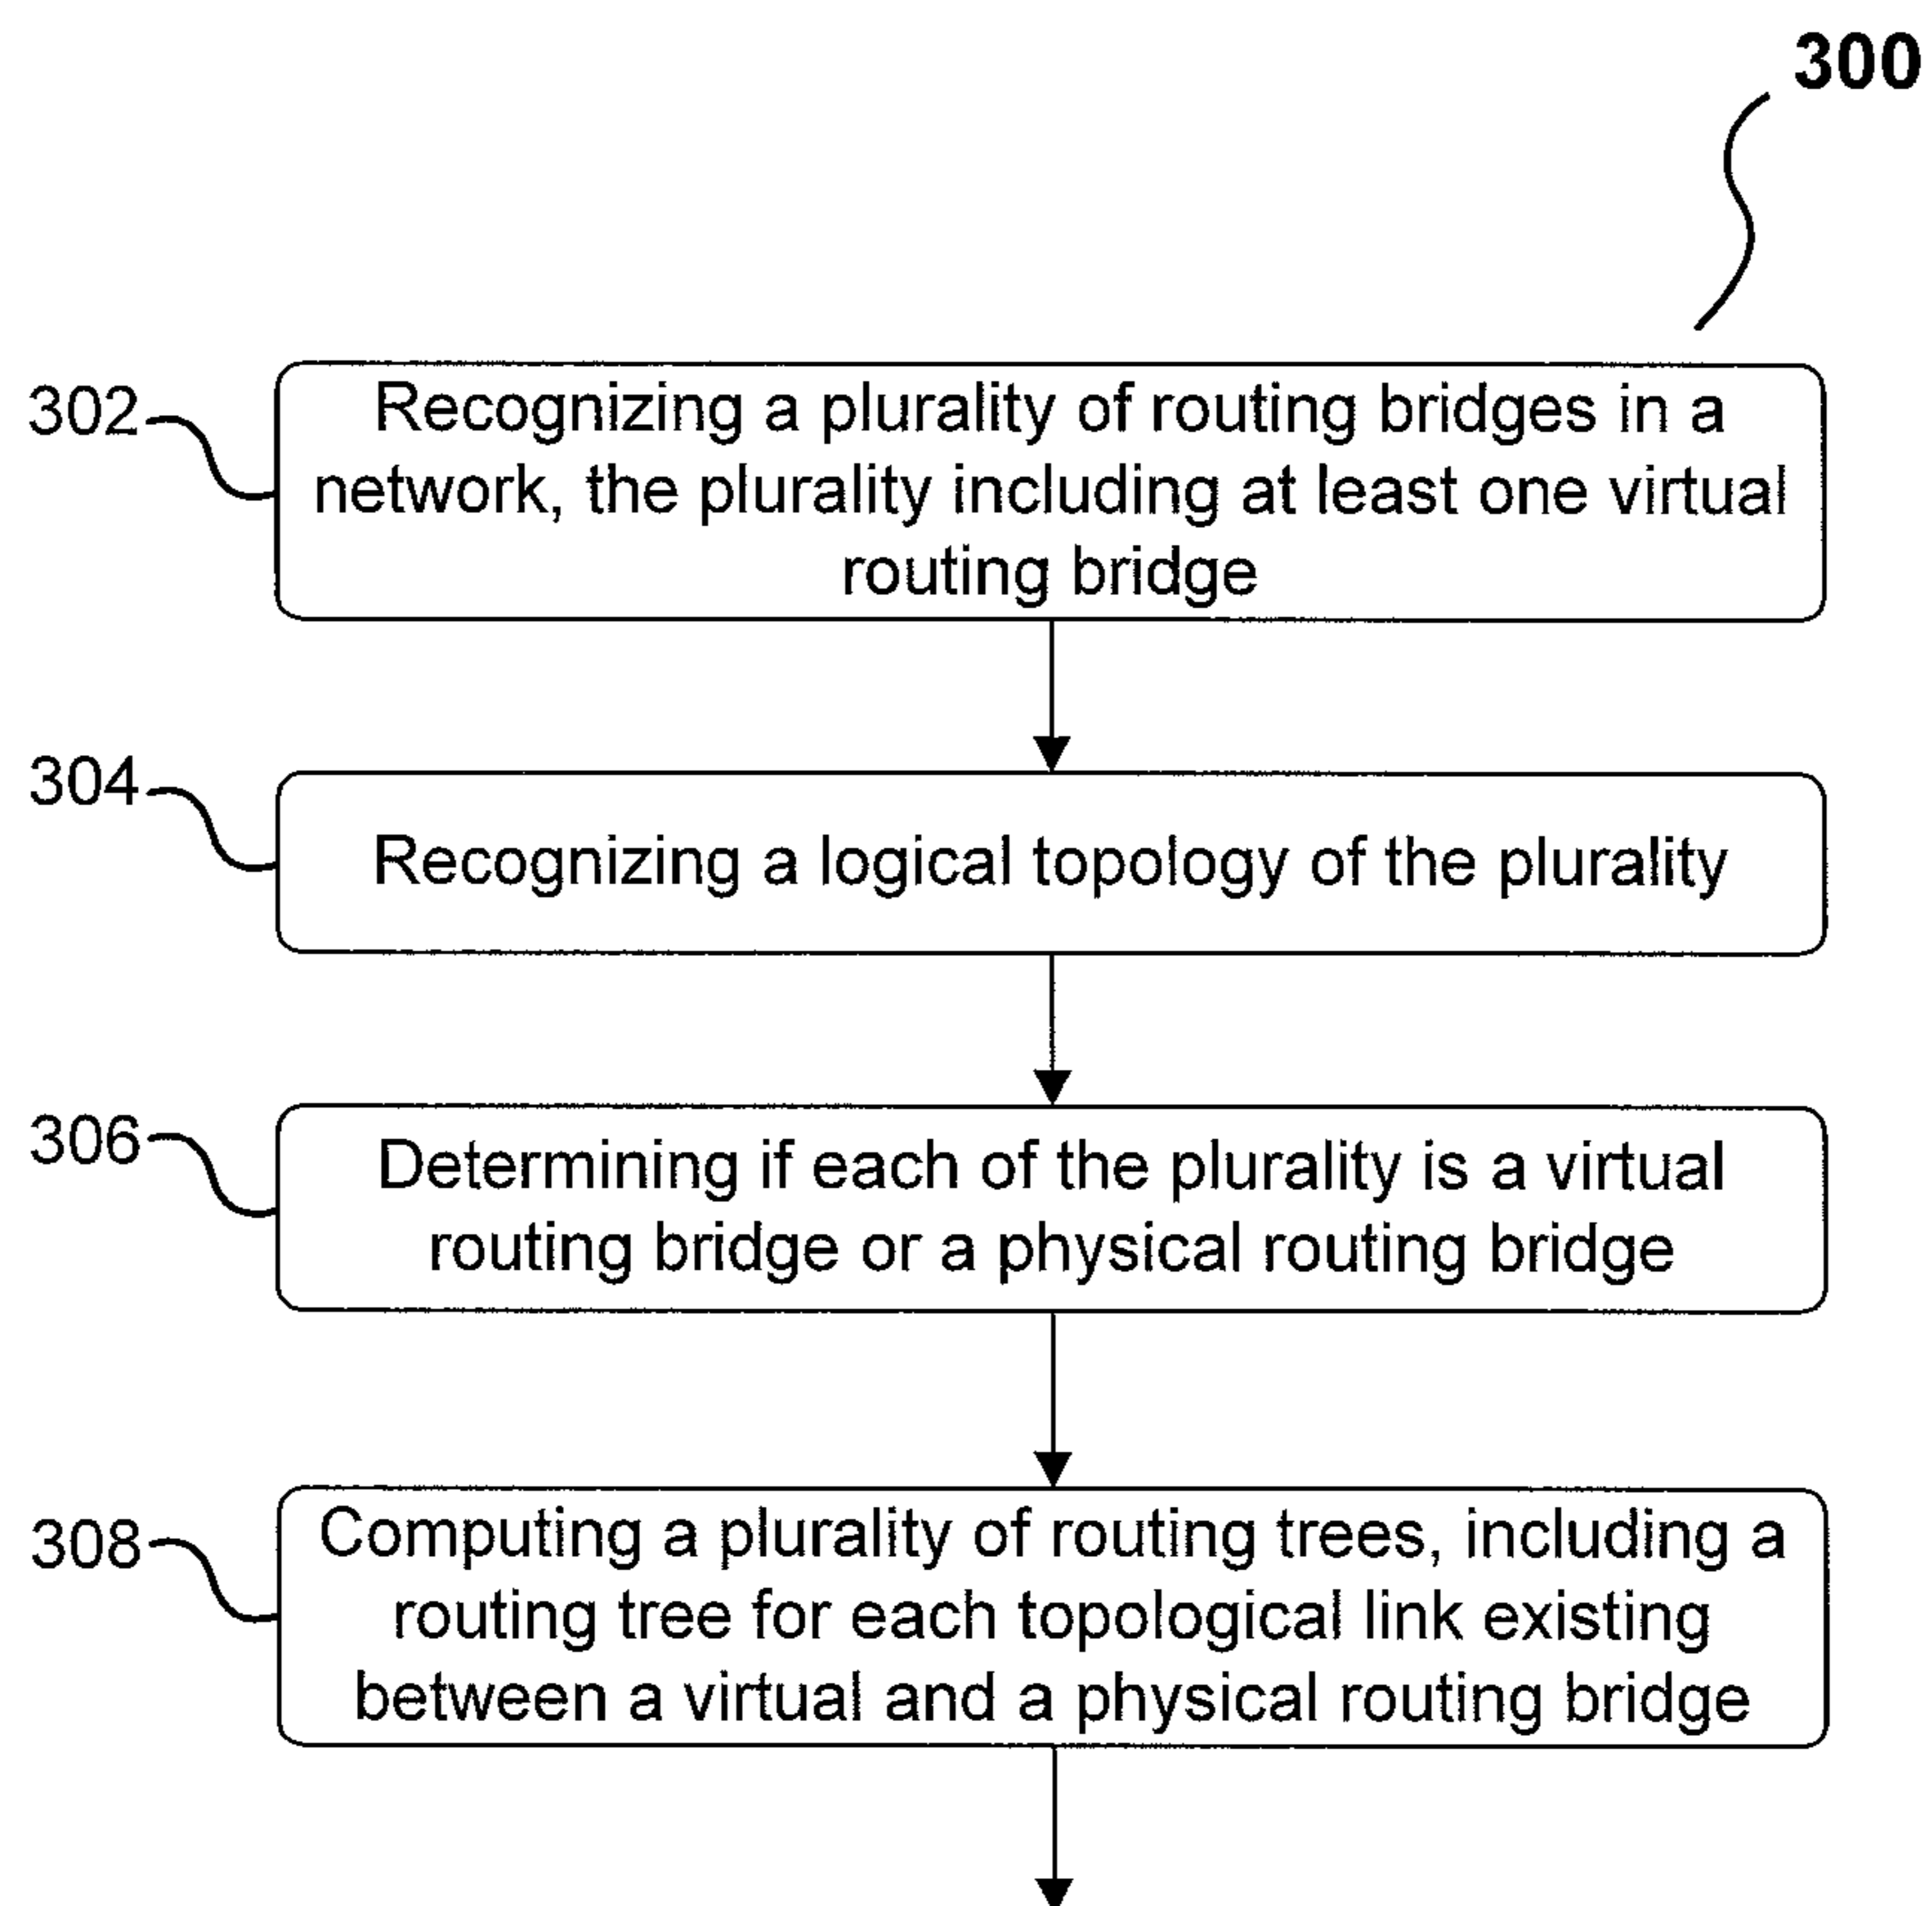 300
302
Recognizing a plurality of routing bridges in a
network, the plurality including at least one virtual
routing bridge
304
Recognizing a logical topology of the plurality
306
Determining if each of the plurality is a virtual
routing bridge or a physical routing bridge
308
Computing a plurality of routing trees, including a
routing tree for each topological link existing
between a virtual and a physical routing bridge